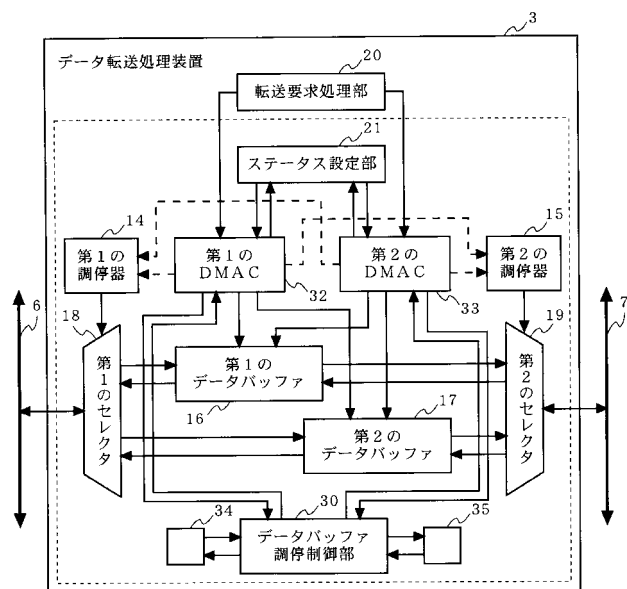 3
データ転送処理装置
20
転送要求処理部
21
ステータス設定部
14
第1の
調停器
第1の
DMAC
32
第2の
DMAC
33
15
第2の
調停器
6
7
18
第1のセレクタ
19
第2のセレクタ
第1の
データバッファ
16
17
第2の
データバッファ
30
データバッファ
調停制御部
34
35